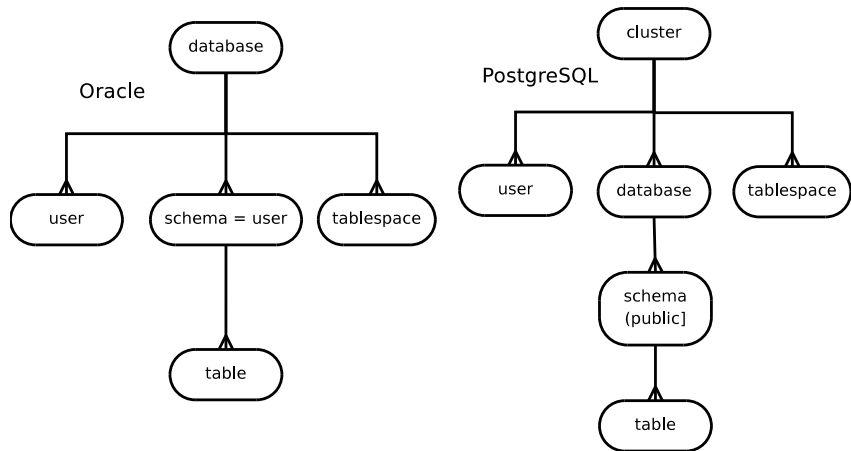 database
Oracle
user
schema = user
tablespace
table
cluster
PostgreSQL
user
database
tablespace
schema
(public]
table